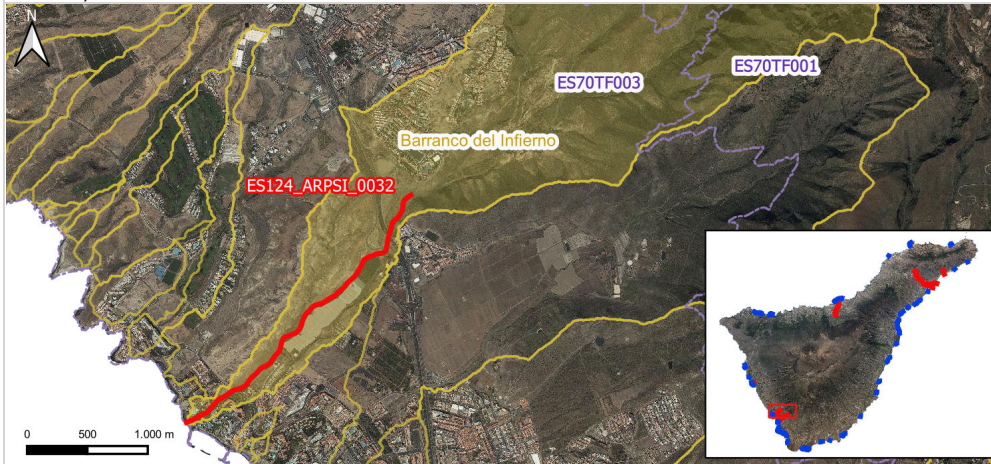 N
ES70TF001
ES70TF003
Barranco del Infierno
ES124_ARPSI_0032
0 500 1.000 m